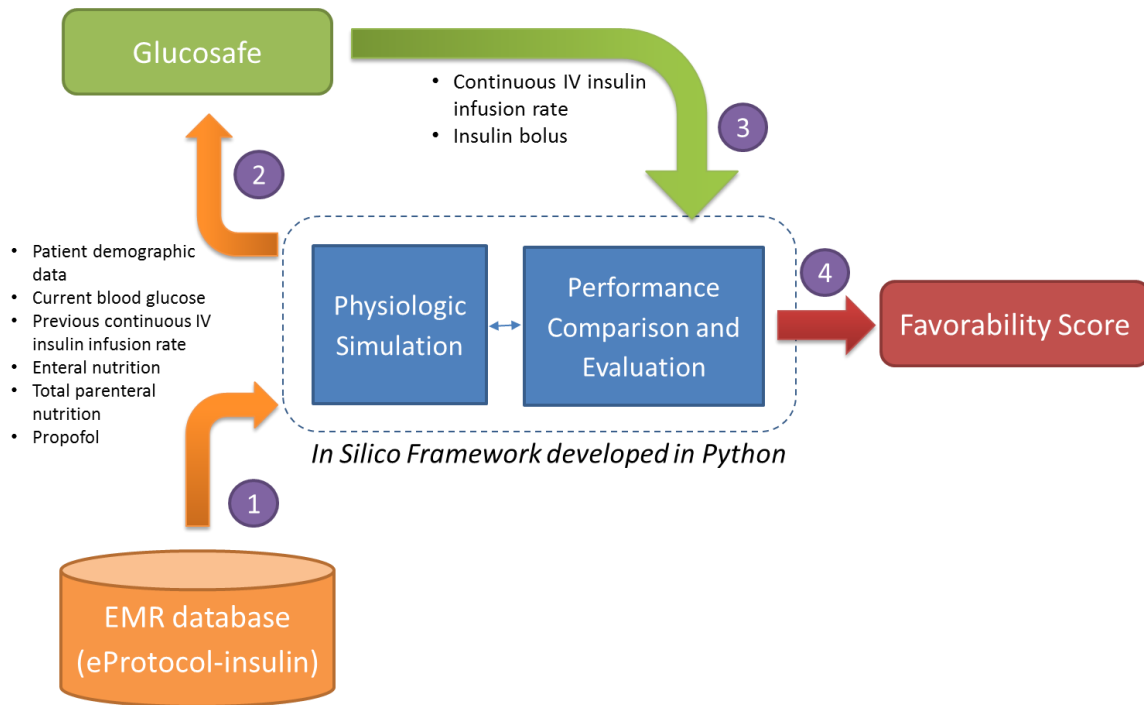 Glucosafe
• Continuous IV insulin
infusion rate
• Insulin bolus
3
2
• Patient demographic
data
• Current blood glucose
• Previous continuous IV
insulin infusion rate
• Enteral nutrition
• Total parenteral
nutrition
• Propofol
Physiologic
Simulation
Performance
Comparison and
Evaluation
4
Favorability Score
In Silico Framework developed in Python
1
EMR database
(eProtocol-insulin)